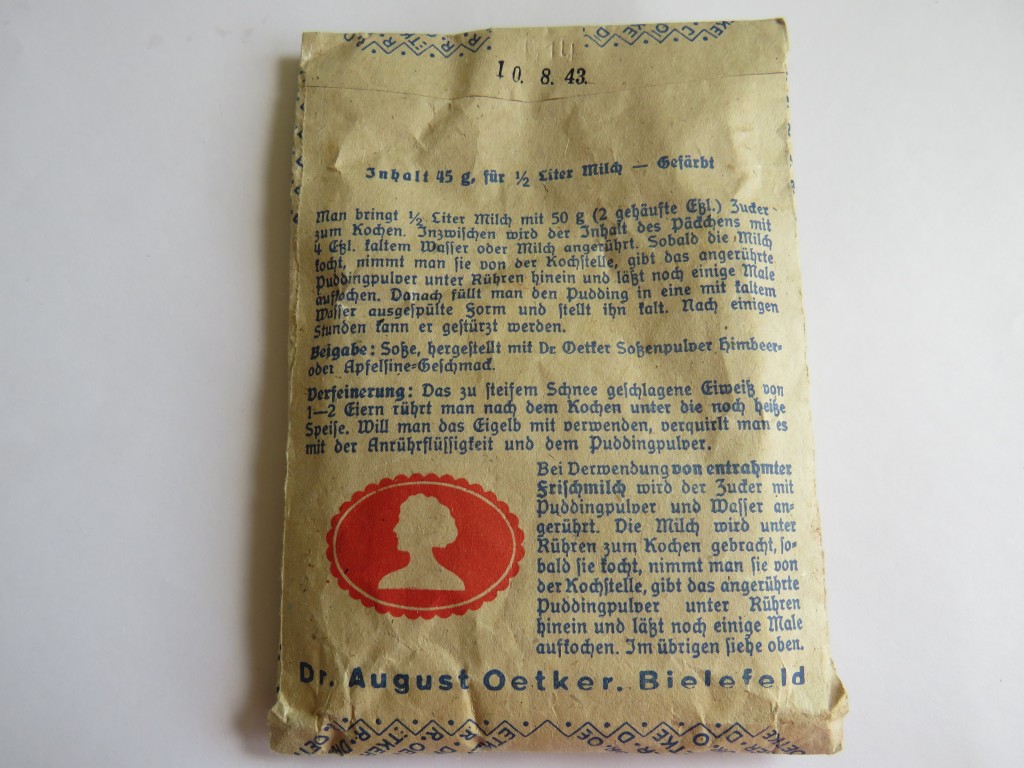 10. 8. 43.
Inhalt 45 g, für ½ Liter Milch — Gefärbt
Man bringt ½ Liter Milch mit 50 g (2 gehäufte Eßl.) Zucker
zum Kochen. Inzwischen wird der Inhalt des Päckchens mit
4 Eßl. kaltem Wasser oder Milch angerührt. Sobald die Milch
kocht, nimmt man sie von der Kochstelle, gibt das angerührte
Puddingpulver unter Rühren hinein und läßt noch einige Male
aufkochen. Danach füllt man den Pudding in eine mit kaltem
Wasser ausgespülte Form und stellt ihn kalt. Nach einigen
Stunden kann er gestürzt werden.
Beigabe: Soße, hergestellt mit Dr. Oetker Soßenpulver Himbeer-
oder Apfelsine-Geschmack.
Verfeinerung: Das zu steifem Schnee geschlagene Eiweiß von
1—2 Eiern rührt man nach dem Kochen unter die noch heiße
Speise. Will man das Eigelb mit verwenden, verquirlt man es
mit der Anrührflüssigkeit und dem Puddingpulver.
Bei Verwendung von entrahmter
Frischmilch wird der Zucker mit
Puddingpulver und Wasser an-
gerührt. Die Milch wird unter
Rühren zum Kochen gebracht, so-
bald sie kocht, nimmt man sie von
der Kochstelle, gibt das angerührte
Puddingpulver unter Rühren
hinein und läßt noch einige Male
aufkochen. Im übrigen siehe oben.
Dr. August Oetker. Bielefeld